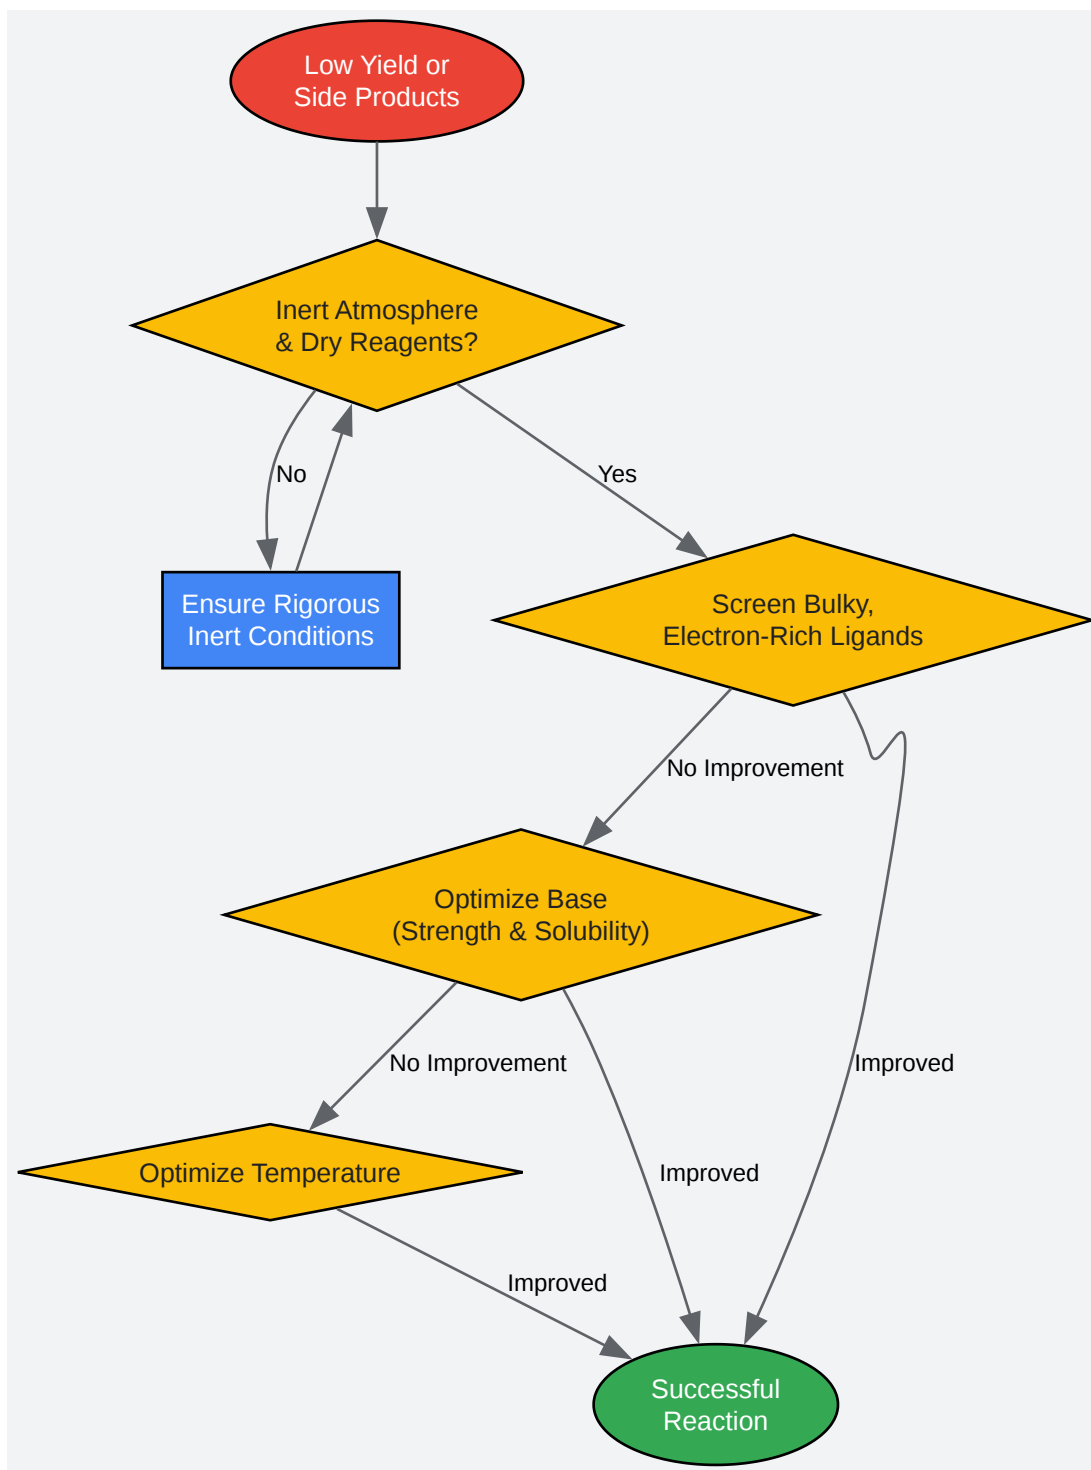 Low Yield or
Side Products
Inert Atmosphere
& Dry Reagents?
No
Yes
Ensure Rigorous
Inert Conditions
Screen Bulky,
Electron-Rich Ligands
No Improvement
Optimize Base
(Strength & Solubility)
No Improvement
Improved
Optimize Temperature
Improved
Improved
Successful
Reaction